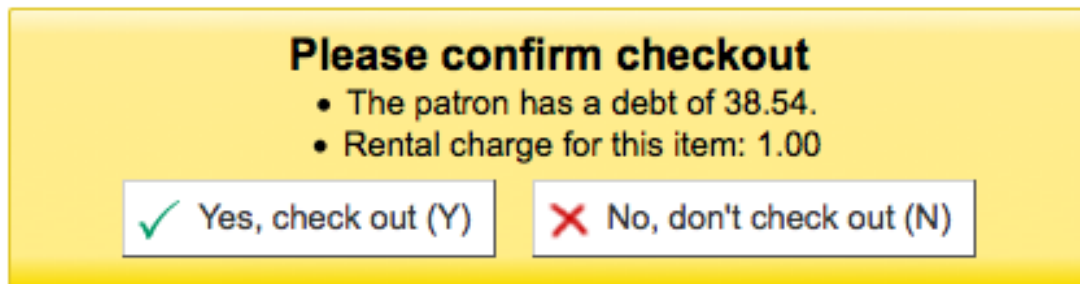 Please confirm checkout
• The patron has a debt of 38.54.
• Rental charge for this item: 1.00
Yes, check out (Y)
No, don't check out (N)